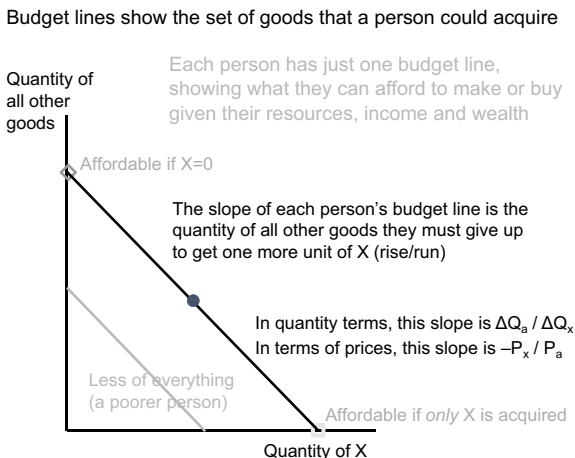 Budget lines show the set of goods that a person could acquire
Each person has just one budget line,
showing what they can afford to make or buy
given their resources, income and wealth
Quantity of
all other
goods
Affordable if X=0
The slope of each person’s budget line is the
quantity of all other goods they must give up
to get one more unit of X (rise/run)
In quantity terms, this slope is ΔQₐ / ΔQₓ
In terms of prices, this slope is –Pₓ / Pₐ
Less of everything
(a poorer person)
Affordable if only X is acquired
Quantity of X